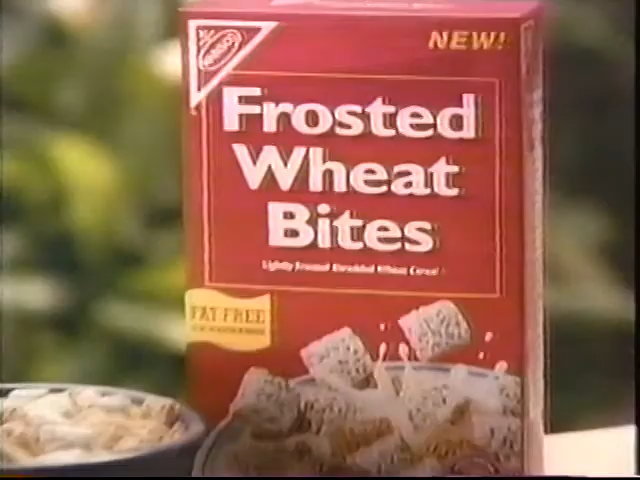 NABISCO
NEW!
Frosted
Wheat
Bites
Lightly Frosted Shredded Wheat Cereal
FAT FREE